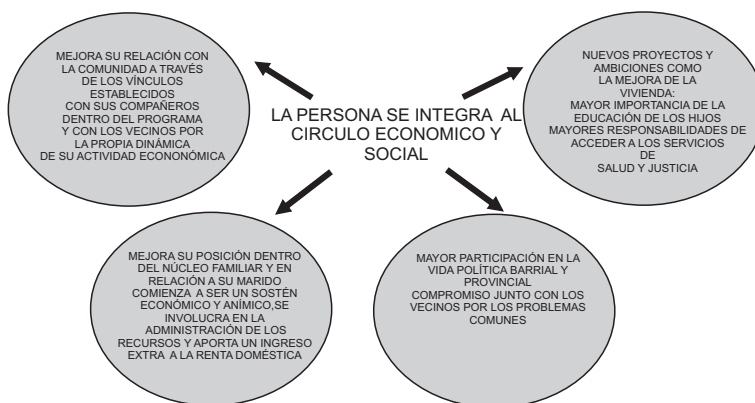 MEJORA SU RELACIÓN CON
LA COMUNIDAD A TRAVÉS
DE LOS VÍNCULOS
ESTABLECIDOS
CON SUS COMPAÑEROS
DENTRO DEL PROGRAMA
Y CON LOS VECINOS POR
LA PROPIA DINÁMICA
DE SU ACTIVIDAD ECONONÓMICA
NUEVOS PROYECTOS Y
AMBICIONES COMO
LA MEJORA DE LA
VIVIENDA:
MAYOR IMPORTANCIA DE LA
EDUCACIÓN DE LOS HIJOS
MAYORES RESPONSABILIDADES DE
ACCEDER A LOS SERVICIOS
DE
SALUD Y JUSTICIA
LA PERSONA SE INTEGRA AL
CIRCULO ECONOMICO Y
SOCIAL
MEJORA SU POSICIÓN DENTRO
DEL NÚCLEO FAMILIAR Y EN
RELACIÓN A SU MARIDO
COMIENZA A SER UN SOSTÉN
ECONÓMICO Y ANÍMICO,SE
INVOLUCRA EN LA
ADMINISTRACIÓN DE LOS
RECURSOS Y APORTA UN INGRESO
EXTRA A LA RENTA DOMÉSTICA
MAYOR PARTICIPACIÓN EN LA
VIDA POLÍTICA BARRIAL Y
PROVINCIAL
COMPROMISO JUNTO CON LOS
VECINOS POR LOS PROBLEMAS
COMUNES